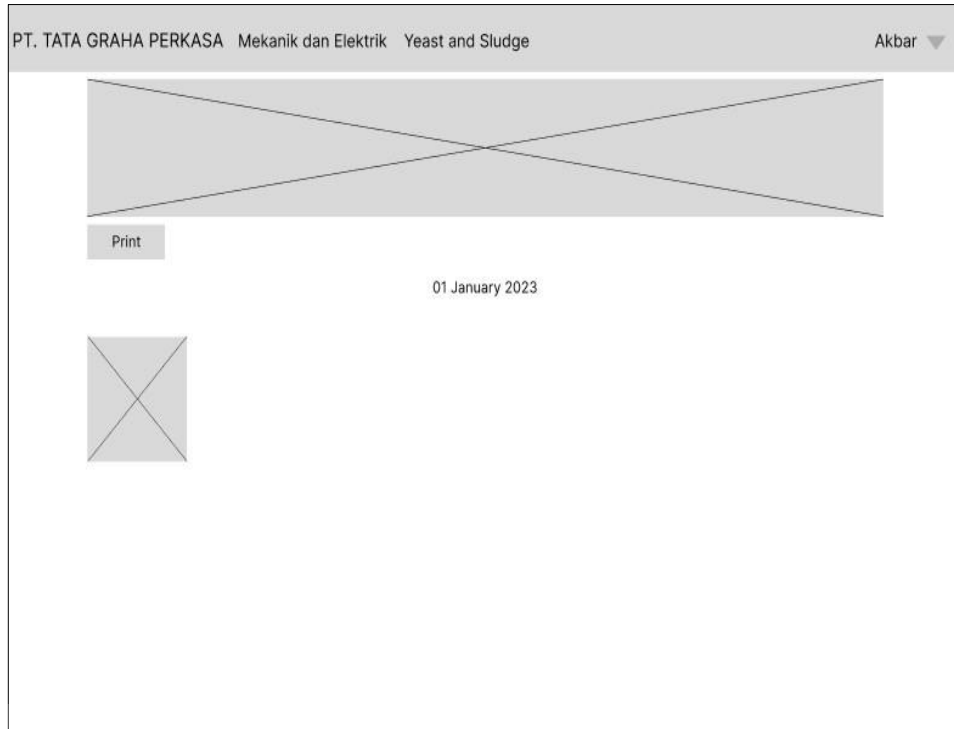 PT. TATA GRAHA PERKASA Mekanik dan Elektrik Yeast and Sludge Akbar
Print
01 January 2023